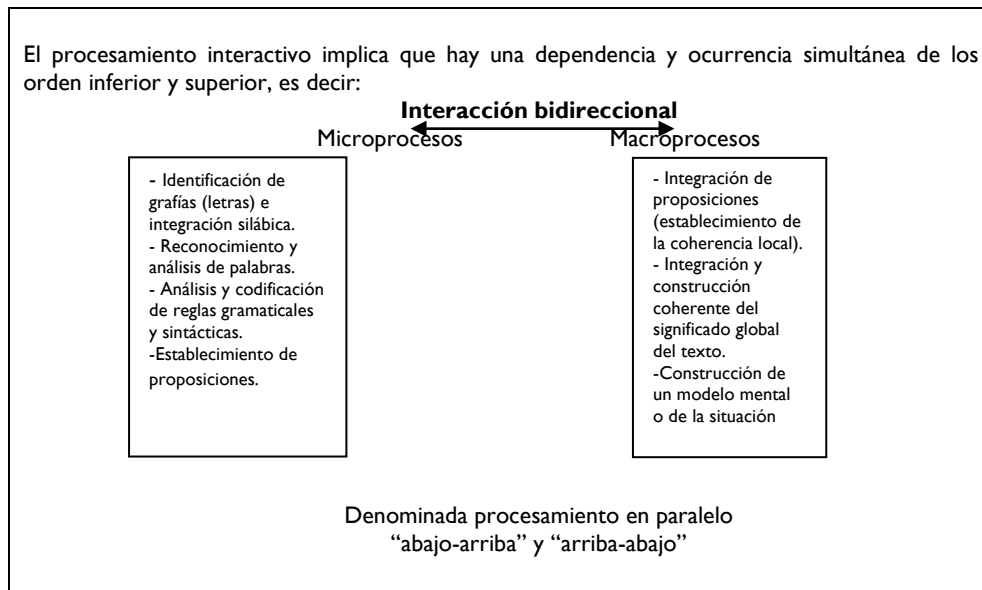 El procesamiento interactivo implica que hay una dependencia y ocurrencia simultánea de los
orden inferior y superior, es decir:
Interacción bidireccional
Microprocesos
Macroprocesos
- Identificación de
grafías (letras) e
integración silábica.
- Reconocimiento y
análisis de palabras.
- Análisis y codificación
de reglas gramaticales
y sintácticas.
-Establecimiento de
proposiciones.
- Integración de
proposiciones
(establecimiento de
la coherencia local).
- Integración y
construcción
coherente del
significado global
del texto.
-Construcción de
un modelo mental
o de la situación
Denominada procesamiento en paralelo
“abajo-arriba” y “arriba-abajo”